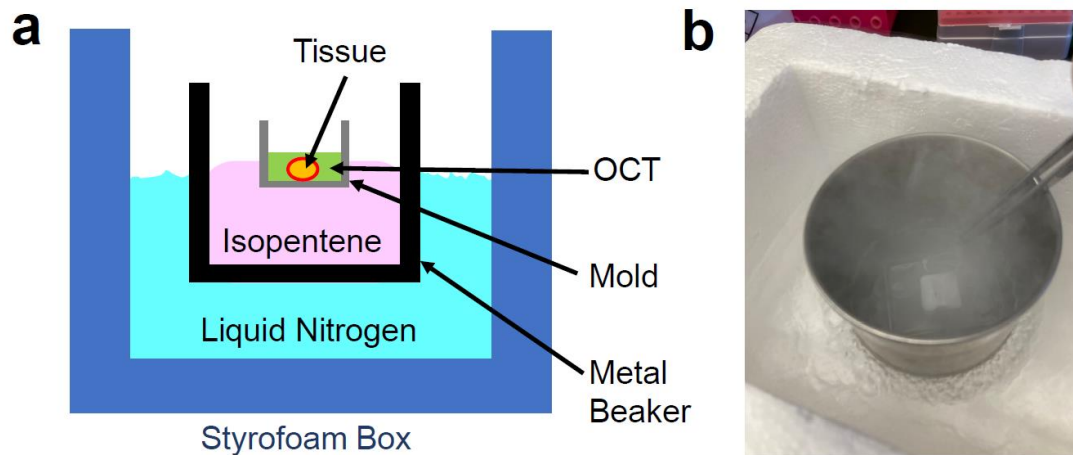 a
Tissue
OCT
Isopentene
Mold
Liquid Nitrogen
Metal
Beaker
Styrofoam Box
b